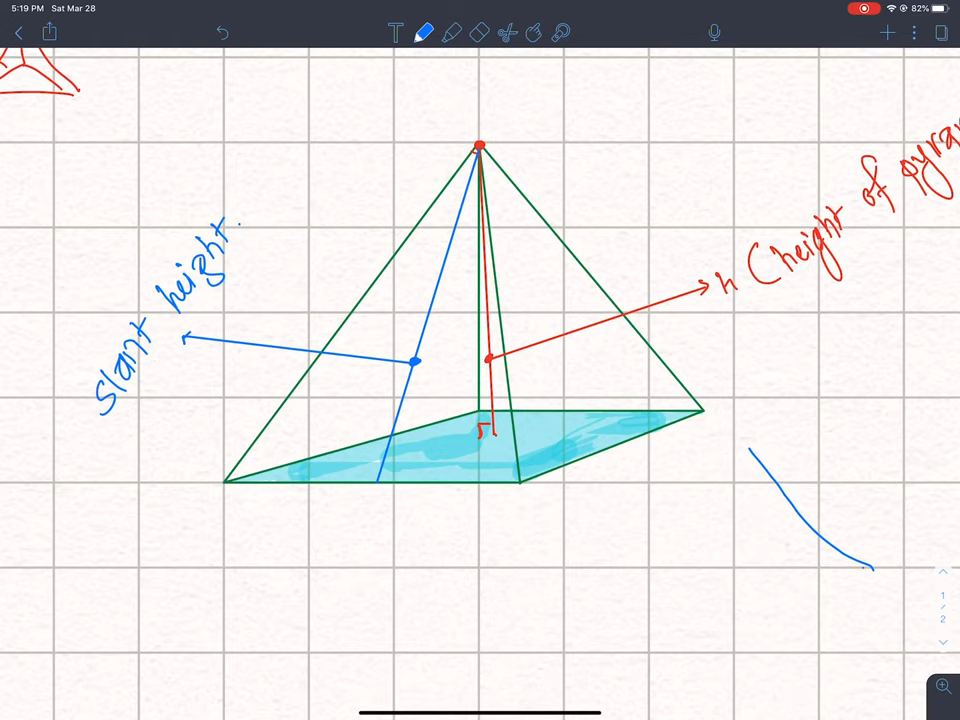 5:19 PM Sat Mar 28
82%
T
slant height.
h (height of pyra
1
/
2